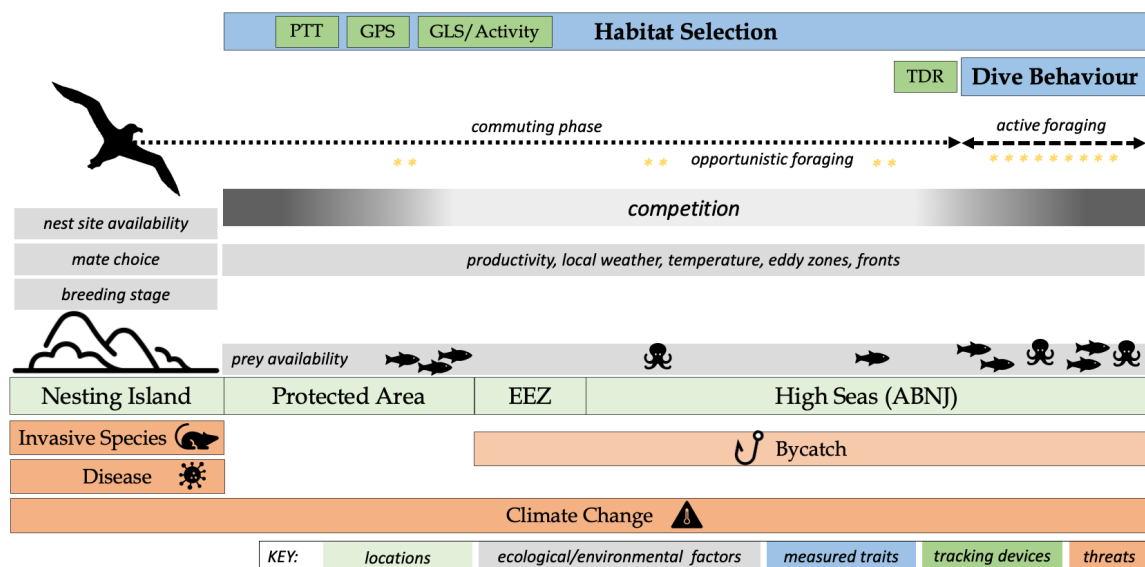 PTT
GPS
GLS/Activity
Habitat Selection
TDR
Dive Behaviour
commuting phase
active foraging
opportunistic foraging
competition
nest site availability
mate choice
productivity, local weather, temperature, eddy zones, fronts
breeding stage
prey availability
Nesting Island
Protected Area
EEZ
High Seas (ABNJ)
Invasive Species
Bycatch
Disease
Climate Change
KEY:
locations
ecological/environmental factors
measured traits
tracking devices
threats